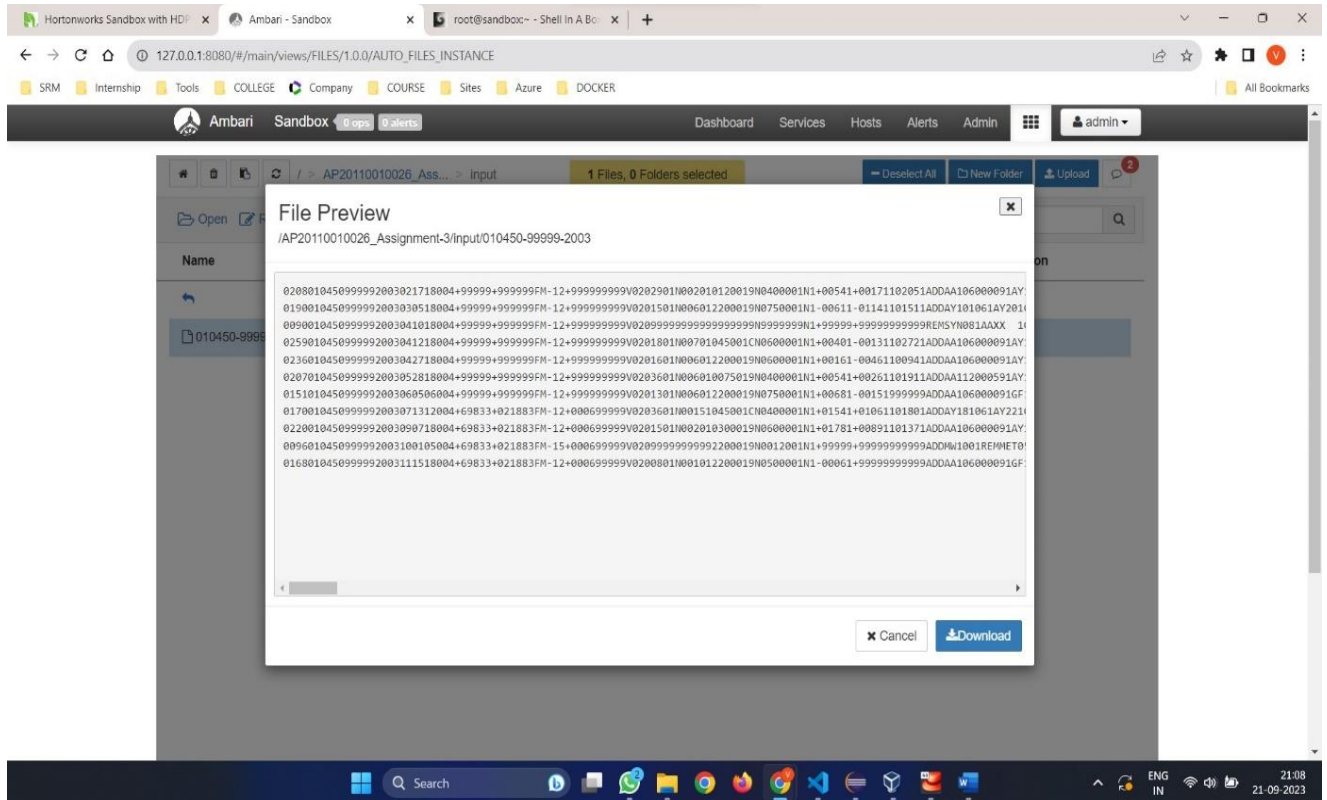 Hortonworks Sandbox with HDP
Ambari - Sandbox
root@sandbox:~ - Shell In A Bo
127.0.0.1:8080/#/main/views/FILES/1.0.0/AUTO_FILES_INSTANCE
SRM Internship Tools COLLEGE Company COURSE Sites Azure DOCKER All Bookmarks
Ambari Sandbox 0 ops 0 alerts Dashboard Services Hosts Alerts Admin admin
/ > AP20110010026_Ass... > input 1 Files, 0 Folders selected Deselect All New Folder Upload 2
Open
File Preview
/AP20110010026_Assignment-3/input/010450-99999-2003
Name
on
010450-9999
0208010450999992003021718004+99999+999999FM-12+999999999V0202901N002010120019N0400001N1+00541+00171102051ADDAA106000091AY
0190010450999992003030518004+99999+999999FM-12+999999999V0201501N006012200019N0750001N1-00611-01141101511ADDAY101061AY201
0090010450999992003041018004+99999+999999FM-12+999999999V02099999999999999999N9999999N1+99999+99999999999REMSYN081AAXX 1
0259010450999992003041218004+99999+999999FM-12+999999999V0201801N00701045001CN0600001N1+00401-00131102721ADDAA106000091AY
0236010450999992003042718004+99999+999999FM-12+999999999V0201601N006012200019N0600001N1+00161-00461100941ADDAA106000091AY
0207010450999992003052818004+99999+999999FM-12+999999999V0203601N006010075019N0400001N1+00541+00261101911ADDAA112000591AY
0151010450999992003060506004+99999+999999FM-12+999999999V0201301N006012200019N0750001N1+00681-00151999999ADDAA106000091GF
0170010450999992003071312004+69833+021883FM-12+000699999V0203601N00151045001CN0400001N1+01541+01061101801ADDAY181061AY221
0220010450999992003090718004+69833+021883FM-12+000699999V0201501N002010300019N0600001N1+01781+00891101371ADDAA106000091AY
0096010450999992003100105004+69833+021883FM-15+000699999V0209999999992200019N0012001N1+99999+99999999999ADDMW1001REMMET0
0168010450999992003111518004+69833+021883FM-12+000699999V0200801N001012200019N0500001N1-00061+99999999999ADDAA106000091GF
Cancel Download
Search
ENG
IN
21:08
21-09-2023